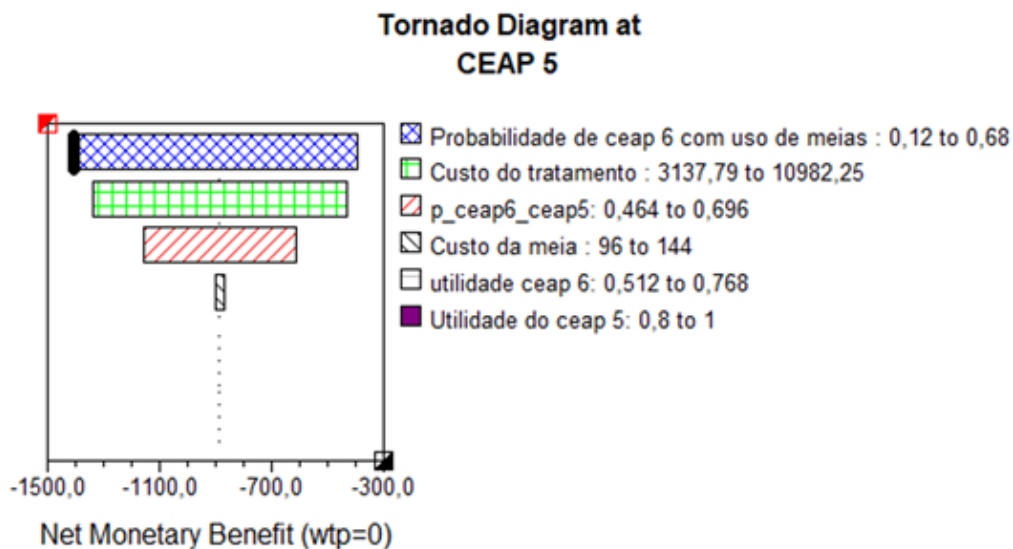 Tornado Diagram at
CEAP 5
Probabilidade de ceap 6 com uso de meias : 0,12 to 0,68
Custo do tratamento : 3137,79 to 10982,25
p_ceap6_ceap5: 0,464 to 0,696
Custo da meia : 96 to 144
utilidade ceap 6: 0,512 to 0,768
Utilidade do ceap 5: 0,8 to 1
-1500,0 -1100,0 -700,0 -300,0
Net Monetary Benefit (wtp=0)